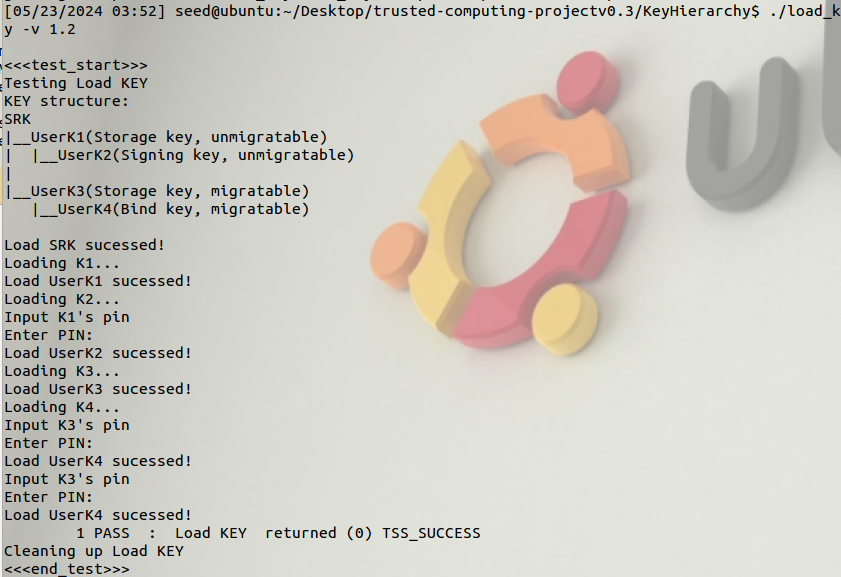 [05/23/2024 03:52] seed@ubuntu:~/Desktop/trusted-computing-projectv0.3/KeyHierarchy$ ./load_k
y -v 1.2
<<<test_start>>>
Testing Load KEY
KEY structure:
SRK
|__UserK1(Storage key, unmigratable)
|  |__UserK2(Signing key, unmigratable)
|
|__UserK3(Storage key, migratable)
   |__UserK4(Bind key, migratable)
Load SRK sucessed!
Loading K1...
Load UserK1 sucessed!
Loading K2...
Input K1's pin
Enter PIN:
Load UserK2 sucessed!
Loading K3...
Load UserK3 sucessed!
Loading K4...
Input K3's pin
Enter PIN:
Load UserK4 sucessed!
Input K3's pin
Enter PIN:
Load UserK4 sucessed!
        1 PASS  :  Load KEY  returned (0) TSS_SUCCESS
Cleaning up Load KEY
<<<end_test>>>